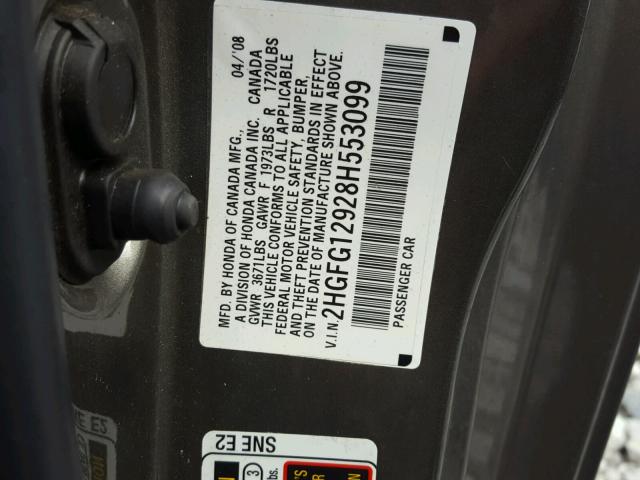 MFD. BY HONDA OF CANADA MFG., 04/'08
A DIVISION OF HONDA CANADA INC. CANADA
GVWR 3671LBS GAWR F 1973LBS R 1720LBS
THIS VEHICLE CONFORMS TO ALL APPLICABLE
FEDERAL MOTOR VEHICLE SAFETY, BUMPER,
AND THEFT PREVENTION STANDARDS IN EFFECT
ON THE DATE OF MANUFACTURE SHOWN ABOVE.
V.I.N. 2HGFG12928H553099
PASSENGER CAR
SNE E2
3
lbs.